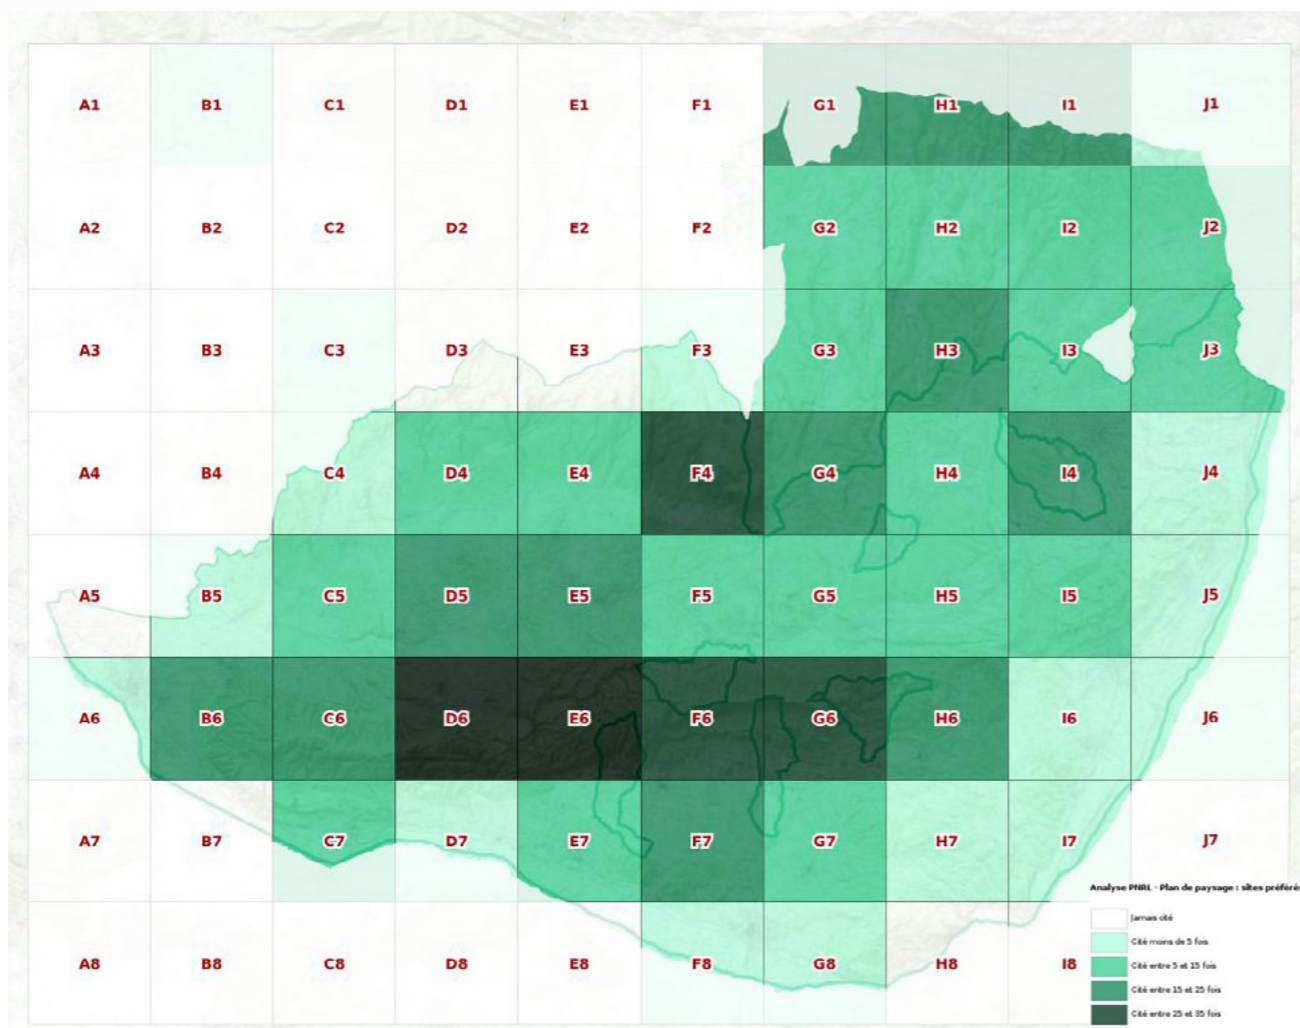 A1 B1 C1 D1 E1 F1 G1 H1 I1 J1
A2 B2 C2 D2 E2 F2 G2 H2 I2 J2
A3 B3 C3 D3 E3 F3 G3 H3 I3 J3
A4 B4 C4 D4 E4 F4 G4 H4 I4 J4
A5 B5 C5 D5 E5 F5 G5 H5 I5 J5
A6 B6 C6 D6 E6 F6 G6 H6 I6 J6
A7 B7 C7 D7 E7 F7 G7 H7 I7 J7
A8 B8 C8 D8 E8 F8 G8 H8 I8
Analyse PNRL - Plan de paysage : sites préféré
Jamais cité
Cité moins de 5 fois
Cité entre 5 et 15 fois
Cité entre 15 et 25 fois
Cité entre 25 et 35 fois